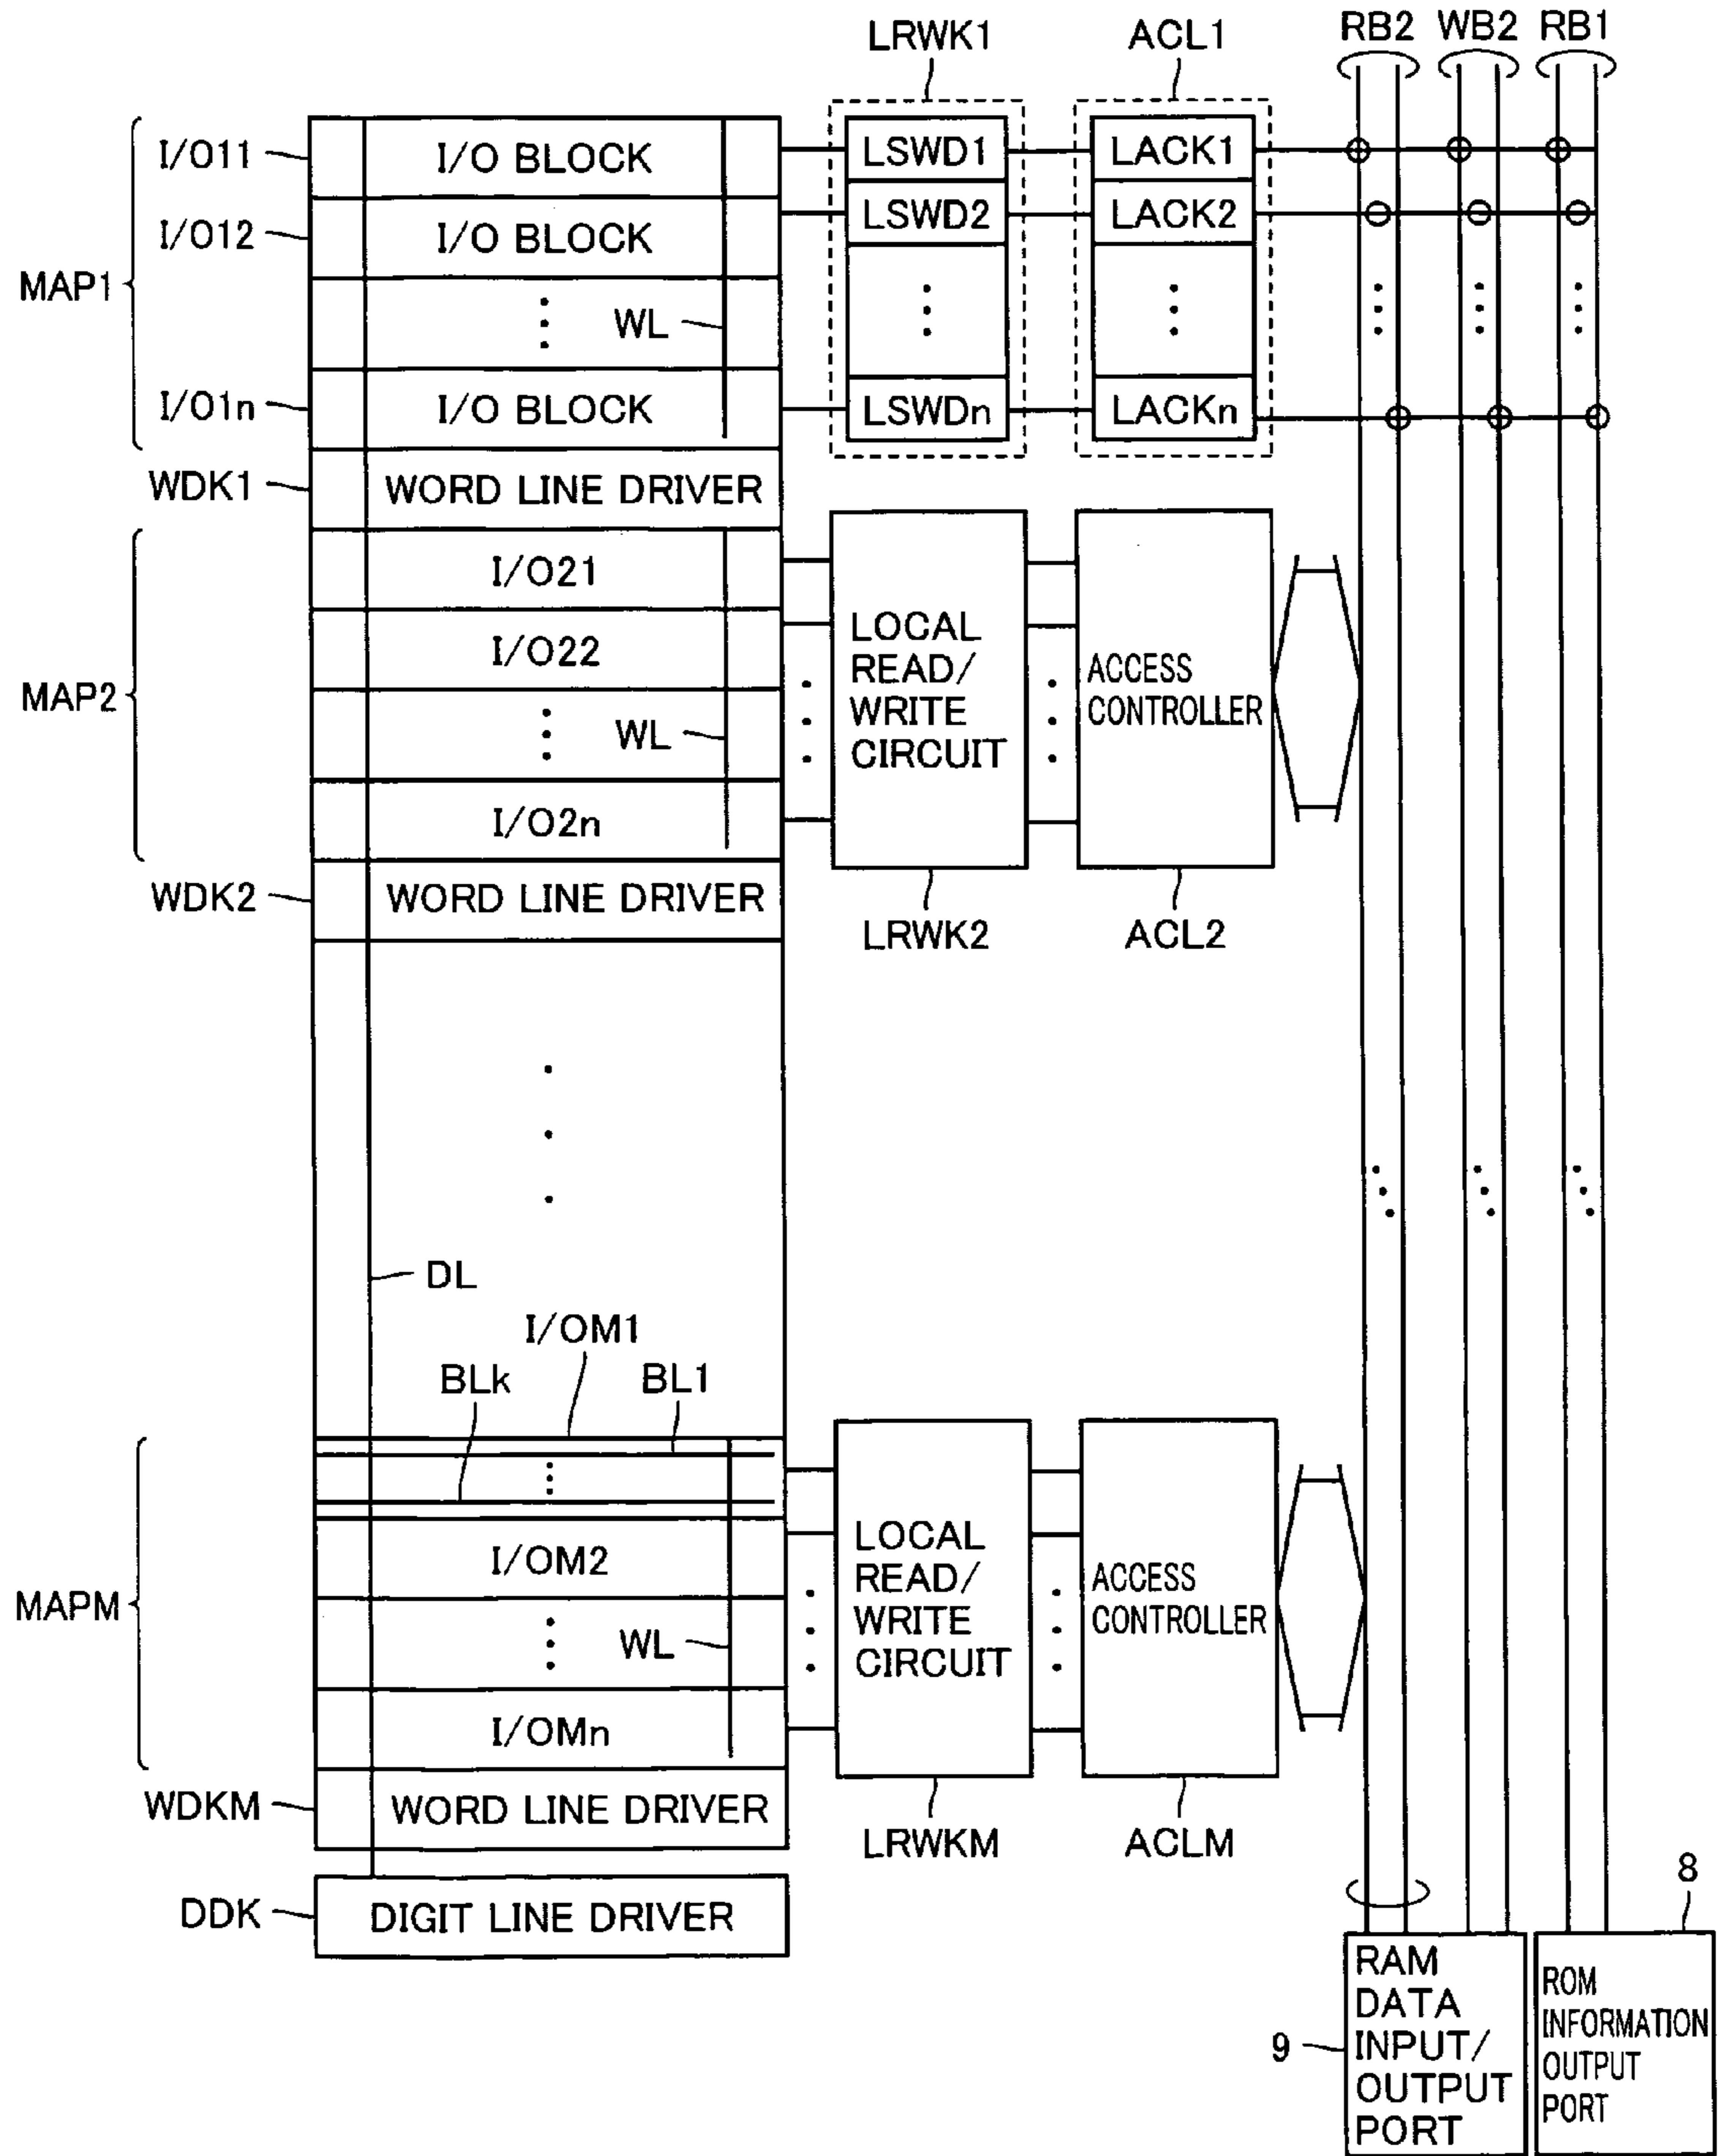 LRWK1 ACL1 RB2 WB2 RB1
I/O11 I/O BLOCK LSWD1 LACK1
I/O12 I/O BLOCK LSWD2 LACK2
MAP1
WL
I/O1n I/O BLOCK LSWDn LACKn
WDK1 WORD LINE DRIVER
I/O21
I/O22
MAP2
WL
I/O2n
LOCAL
READ/
WRITE
CIRCUIT
ACCESS
CONTROLLER
WDK2 WORD LINE DRIVER
LRWK2 ACL2
DL
I/OM1
BLk BL1
I/OM2
MAPM
WL
I/OMn
LOCAL
READ/
WRITE
CIRCUIT
ACCESS
CONTROLLER
WDKM WORD LINE DRIVER
LRWKM ACLM
DDK DIGIT LINE DRIVER
8
9
RAM
DATA
INPUT/
OUTPUT
PORT
ROM
INFORMATION
OUTPUT
PORT